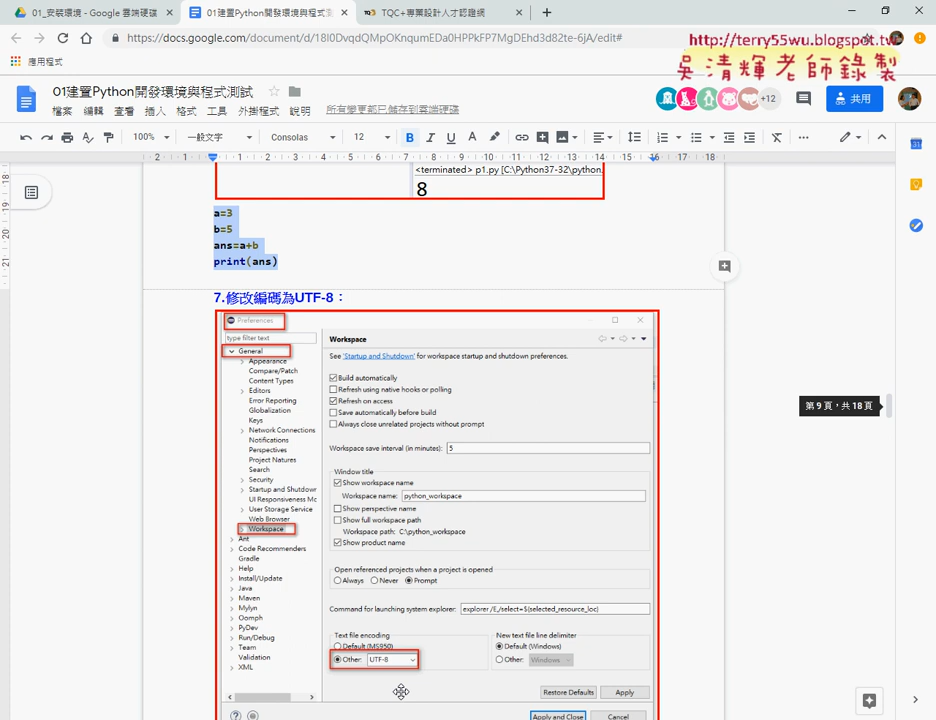 01_安裝環境 - Google 雲端硬碟
01建置Python開發環境與程式測試
TQC+專業設計人才認證網
https://docs.google.com/document/d/18I0DvqdQMpOKnqumEDa0HPPkFP7MgDEhd3d82te-6jA/edit#
http://terry55wu.blogspot.tw
吳清輝老師錄製
應用程式
01建置Python開發環境與程式測試
檔案 編輯 查看 插入 格式 工具 外掛程式 說明 所有變更都已儲存到雲端硬碟
+12
共用
100% 一般文字 Consolas 12
<terminated> p1.py [C:\Python37-32\python.
8
a=3
b=5
ans=a+b
print(ans)
7.修改編碼為UTF-8：
第 9 頁，共 18 頁
Preferences
type filter text
General
Appearance
Compare/Patch
Content Types
Editors
Error Reporting
Globalization
Keys
Network Connections
Notifications
Perspectives
Project Natures
Search
Security
Startup and Shutdow
UI Responsiveness Mc
User Storage Service
Web Browser
Workspace
Ant
Code Recommenders
Gradle
Help
Install/Update
Java
Maven
Mylyn
Oomph
PyDev
Run/Debug
Team
Validation
XML
Workspace
See 'Startup and Shutdown' for workspace startup and shutdown preferences.
Build automatically
Refresh using native hooks or polling
Refresh on access
Save automatically before build
Always close unrelated projects without prompt
Workspace save interval (in minutes): 5
Window title
Show workspace name
Workspace name: python_workspace
Show perspective name
Show full workspace path
Workspace path: C:\python_workspace
Show product name
Open referenced projects when a project is opened
Always Never Prompt
Command for launching system explorer: explorer /E,/select=${selected_resource_loc}
Text file encoding
Default (MS950)
Other: UTF-8
New text file line delimiter
Default (Windows)
Other: Windows
Restore Defaults Apply
Apply and Close Cancel